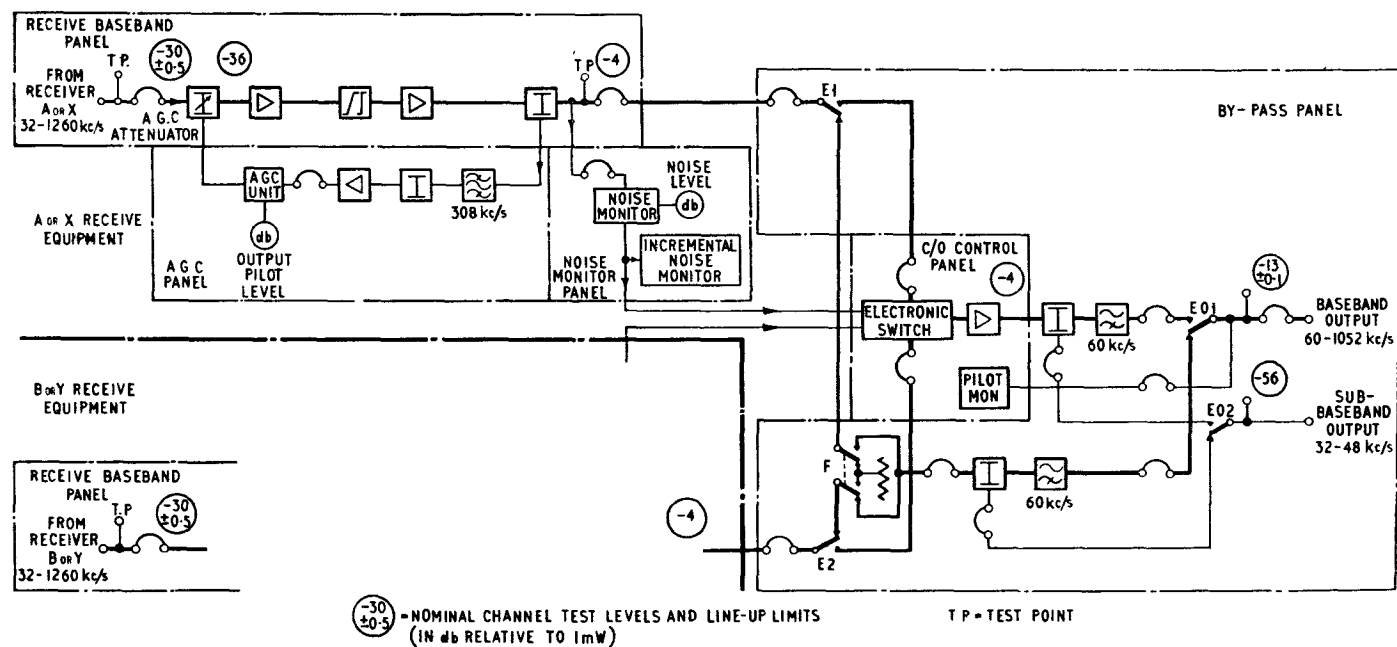 RECEIVE BASEBAND
PANEL
T P.
-30
±0·5
-36
FROM
RECEIVER
A OR X
32-1260 kc/s
A G.C
ATTENUATOR
T P
-4
E1
BY-PASS PANEL
AGC
UNIT
308 kc/s
NOISE
LEVEL
NOISE
MONITOR
db
A OR X RECEIVE
EQUIPMENT
db
OUTPUT
PILOT
LEVEL
A G C
PANEL
INCREMENTAL
NOISE
MONITOR
NOISE
MONITOR
PANEL
C/O CONTROL
PANEL
-4
ELECTRONIC
SWITCH
60 kc/s
EO1
-13
±0·1
BASEBAND
OUTPUT
60-1052 kc/s
PILOT
MON
EO2
-56
SUB-
BASEBAND
OUTPUT
32-48 kc/s
B OR Y RECEIVE
EQUIPMENT
F
60 kc/s
RECEIVE BASEBAND
PANEL
T.P
-30
±0·5
FROM
RECEIVER
B OR Y
32-1260 kc/s
-4
E2
-30
±0·5
=NOMINAL CHANNEL TEST LEVELS AND LINE-UP LIMITS
(IN db RELATIVE TO 1mW)
T P = TEST POINT